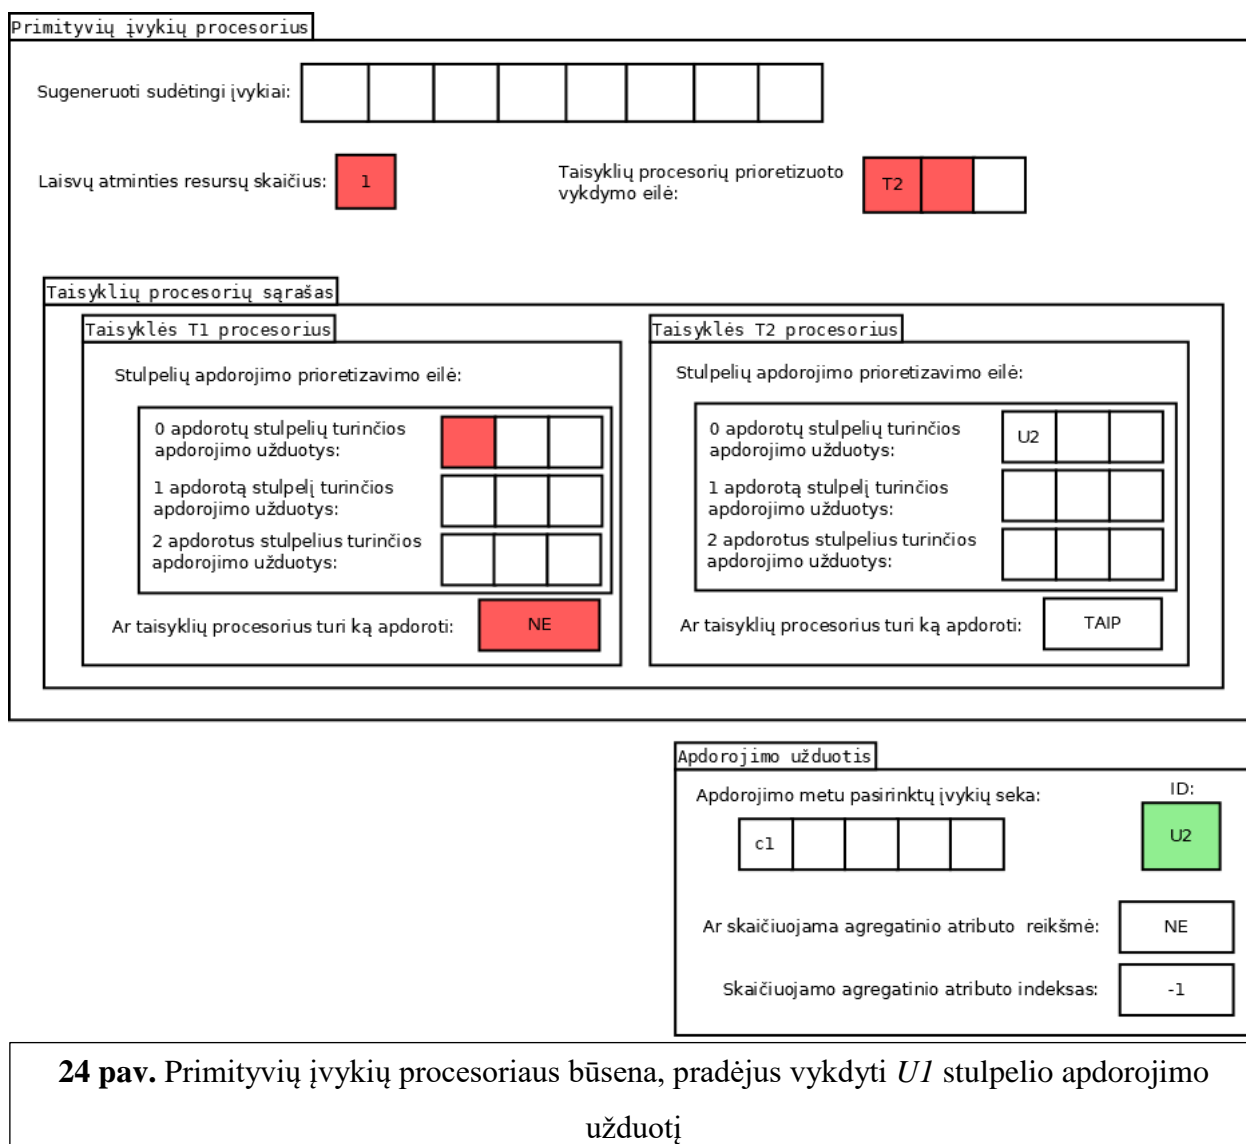 Primityvių įvykių procesorius
Sugeneruoti sudėtingi įvykiai:
Laisvų atminties resursų skaičius:
1
Taisyklių procesorių prioretizuoto
vykdymo eilė:
T2
Taisyklių procesorių sąrašas
Taisyklės T1 procesorius
Stulpelių apdorojimo prioretizavimo eilė:
0 apdorotų stulpelių turinčios
apdorojimo užduotys:
1 apdorotą stulpelį turinčios
apdorojimo užduotys:
2 apdorotus stulpelius turinčios
apdorojimo užduotys:
Ar taisyklių procesorius turi ką apdoroti:
NE
Taisyklės T2 procesorius
Stulpelių apdorojimo prioretizavimo eilė:
0 apdorotų stulpelių turinčios
apdorojimo užduotys:
U2
1 apdorotą stulpelį turinčios
apdorojimo užduotys:
2 apdorotus stulpelius turinčios
apdorojimo užduotys:
Ar taisyklių procesorius turi ką apdoroti:
TAIP
Apdorojimo užduotis
Apdorojimo metu pasirinktų įvykių seka:
c1
ID:
U2
Ar skaičiuojama agregatinio atributo reikšmė:
NE
Skaičiuojamo agregatinio atributo indeksas:
-1
24 pav. Primityvių įvykių procesoriaus būsena, pradėjus vykdyti U1 stulpelio apdorojimo
užduotį